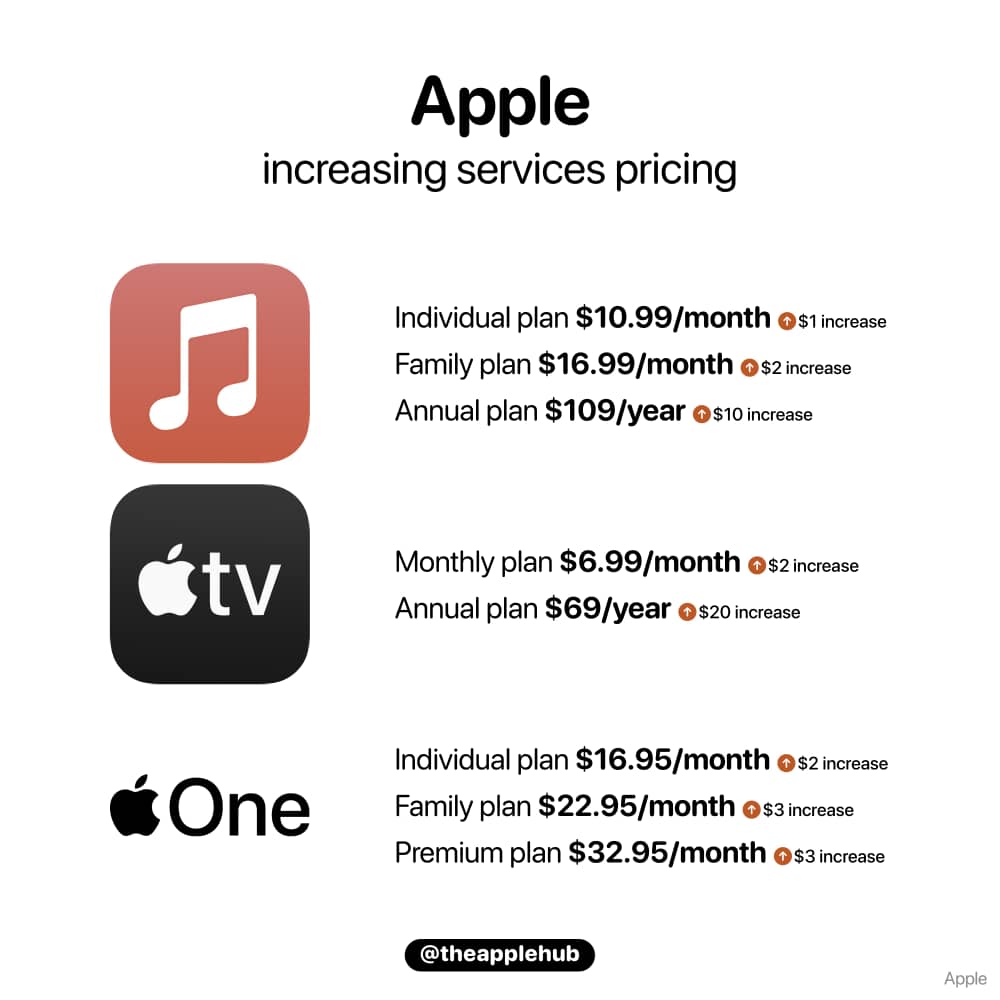 Apple
increasing services pricing
Individual plan $10.99/month $1 increase
Family plan $16.99/month $2 increase
Annual plan $109/year $10 increase
tv
Monthly plan $6.99/month $2 increase
Annual plan $69/year $20 increase
One
Individual plan $16.95/month $2 increase
Family plan $22.95/month $3 increase
Premium plan $32.95/month $3 increase
@theapplehub
Apple